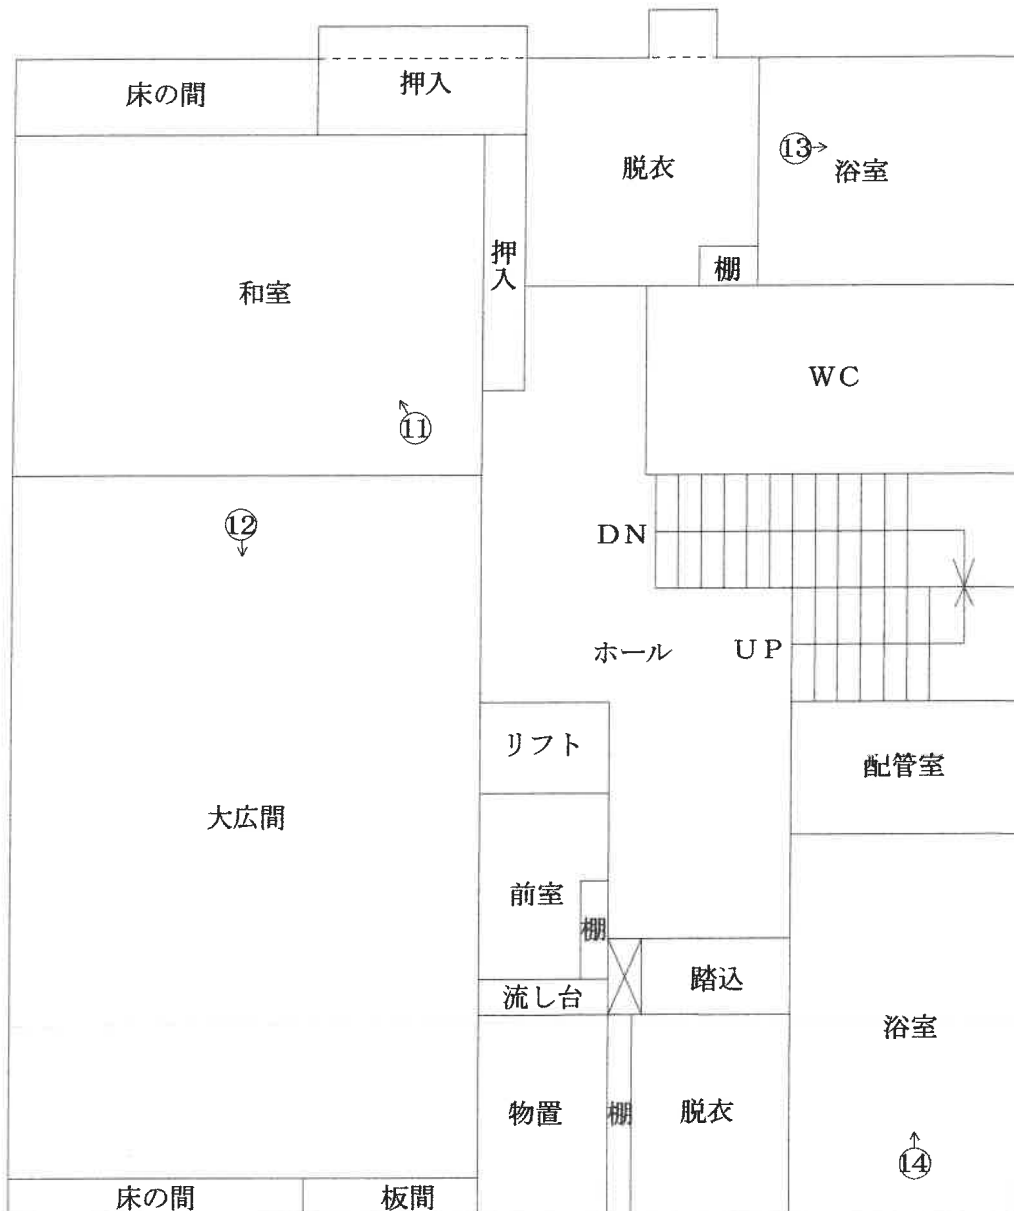 床の間
押入
脱衣
⑬
浴室
押入
棚
和室
WC
⑪
⑫
DN
ホール
UP
リフト
配管室
大広間
前室
棚
踏込
流し台
浴室
物置
棚
脱衣
⑭
床の間
板間